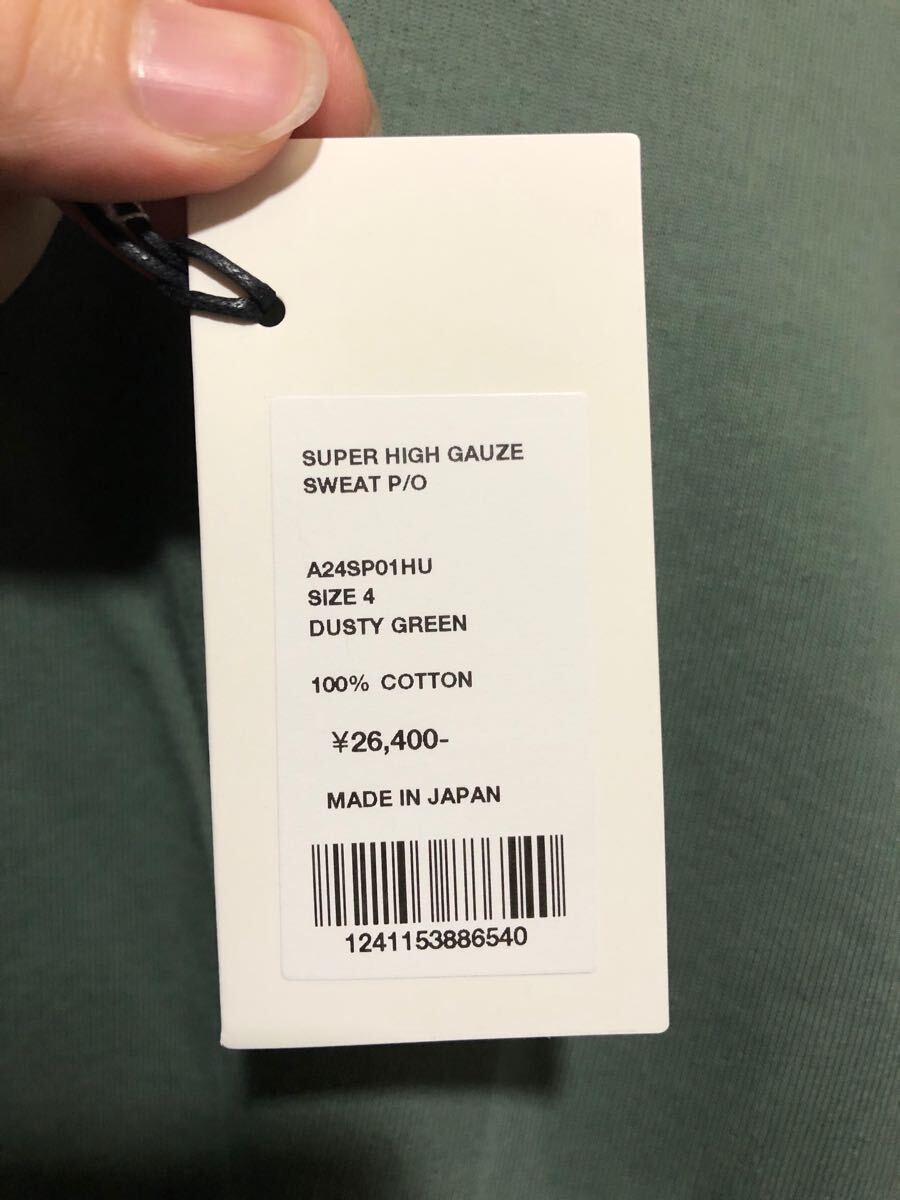 SUPER HIGH GAUZE
SWEAT P/O
A24SP01HU
SIZE 4
DUSTY GREEN
100% COTTON
¥26,400-
MADE IN JAPAN
1241153886540